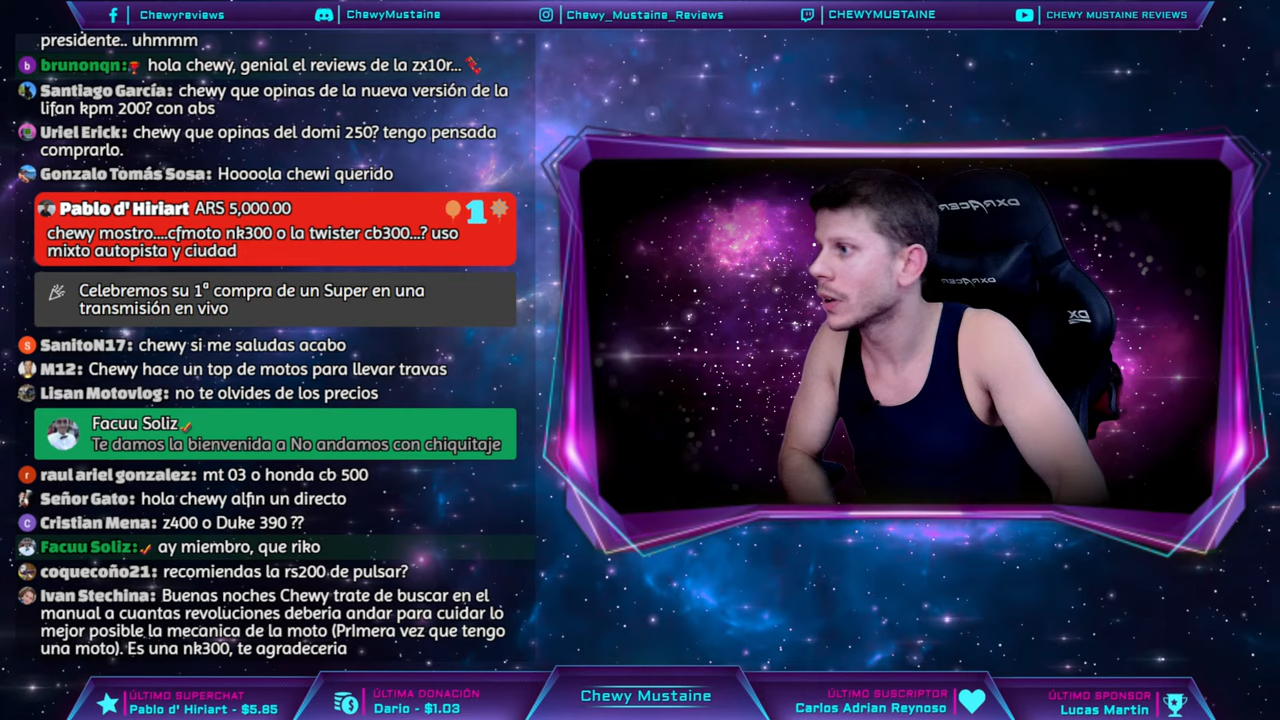 Chewyreviews
ChewyMustaine
Chewy_Mustaine_Reviews
CHEWYMUSTAINE
CHEWY MUSTAINE REVIEWS
presidente.. uhmmm
b brunonqn: hola chewy, genial el reviews de la zx10r...
Santiago García: chewy que opinas de la nueva versión de la
lifan kpm 200? con abs
Uriel Erick: chewy que opinas del domi 250? tengo pensada
comprarlo.
Gonzalo Tomás Sosa: Hoooola chewi querido
Pablo d' Hiriart ARS 5,000.00
1
chewy mostro....cfmoto nk300 o la twister cb300...? uso
mixto autopista y ciudad
Celebremos su 1ª compra de un Super en una
transmisión en vivo
S SanitoN17: chewy si me saludas acabo
M12: Chewy hace un top de motos para llevar travas
Lisan Motovlog: no te olvides de los precios
Facuu Soliz
Te damos la bienvenida a No andamos con chiquitaje
r raul ariel gonzalez: mt 03 o honda cb 500
Señor Gato: hola chewy alfin un directo
C Cristian Mena: z400 o Duke 390 ??
Facuu Soliz: ay miembro, que riko
coquecoño21: recomiendas la rs200 de pulsar?
Ivan Stechina: Buenas noches Chewy trate de buscar en el
manual a cuantas revoluciones deberia andar para cuidar lo
mejor posible la mecanica de la moto (PrImera vez que tengo
una moto). Es una nk300, te agradeceria
DXRACER
DXRACER
DX
ÚLTIMO SUPERCHAT
Pablo d' Hiriart - $5.85
ÚLTIMA DONACIÓN
Dario - $1.03
Chewy Mustaine
ÚLTIMO SUSCRIPTOR
Carlos Adrian Reynoso
ÚLTIMO SPONSOR
Lucas Martin